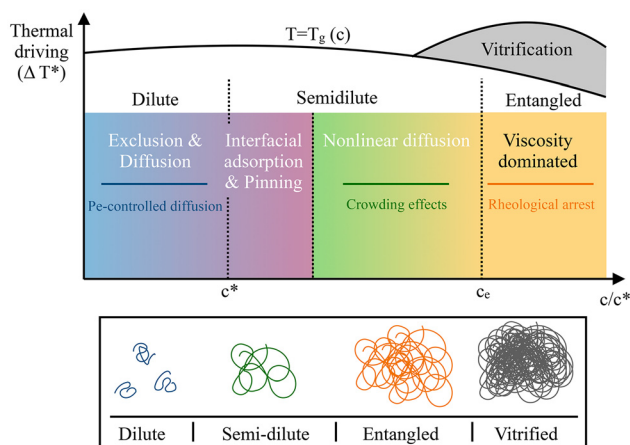 Thermal
driving
(Δ T*)
T=Tg (c)
Vitrification
Dilute
Semidilute
Entangled
Exclusion &
Diffusion
Interfacial
adsorption
& Pinning
Nonlinear diffusion
Viscosity
dominated
Pe-controlled diffusion
Crowding effects
Rheological arrest
c*
ce
c/c*
Dilute | Semi-dilute | Entangled | Vitrified